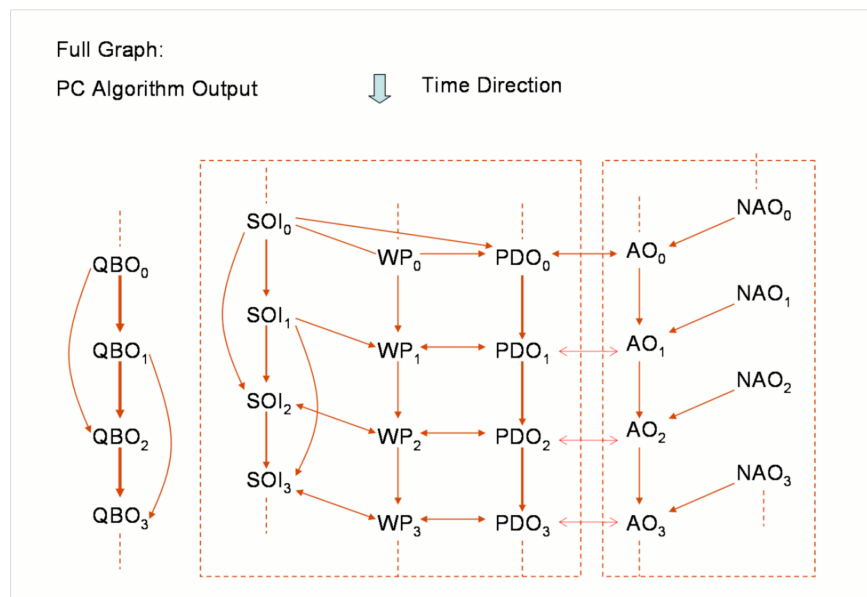 Full Graph:
PC Algorithm Output
Time Direction
SOI₀
NAO₀
QBO₀
WP₀
PDO₀
AO₀
SOI₁
NAO₁
QBO₁
WP₁
PDO₁
AO₁
SOI₂
NAO₂
QBO₂
WP₂
PDO₂
AO₂
SOI₃
NAO₃
QBO₃
WP₃
PDO₃
AO₃